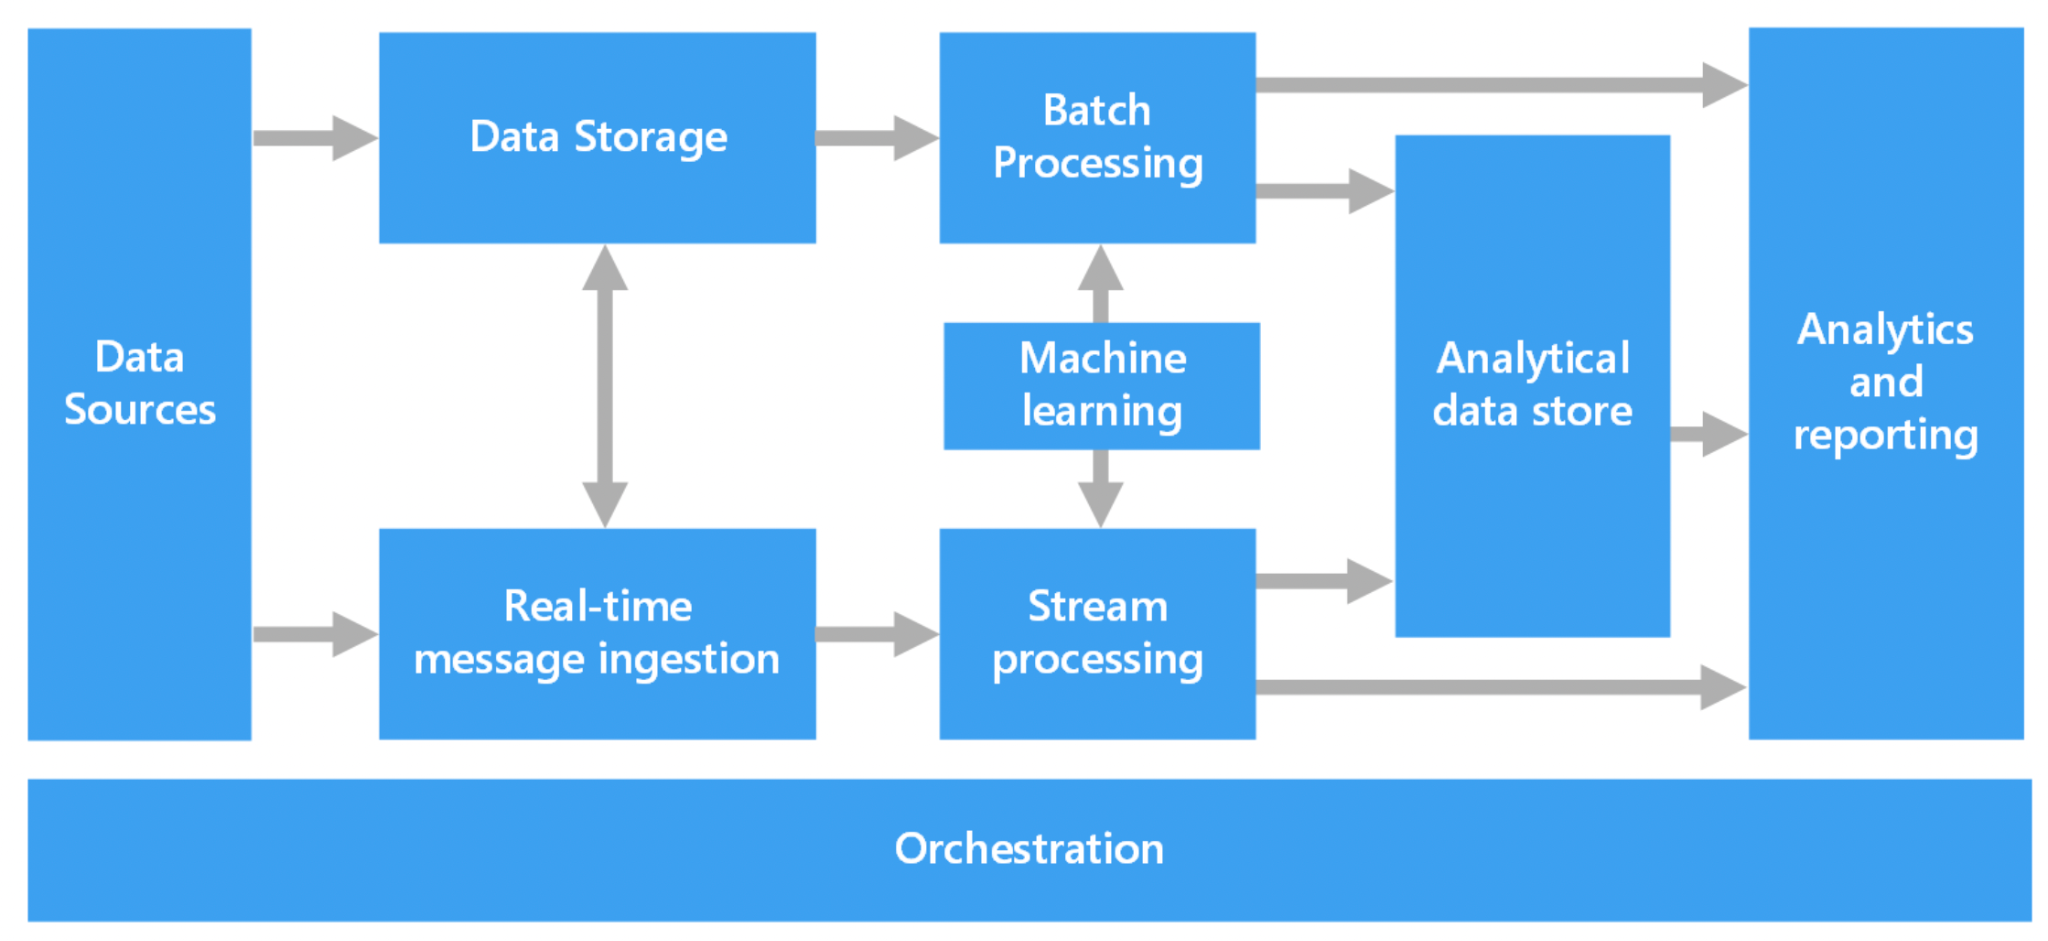 Data
Sources
Data Storage
Real-time
message ingestion
Batch
Processing
Machine
learning
Stream
processing
Analytical
data store
Analytics
and
reporting
Orchestration